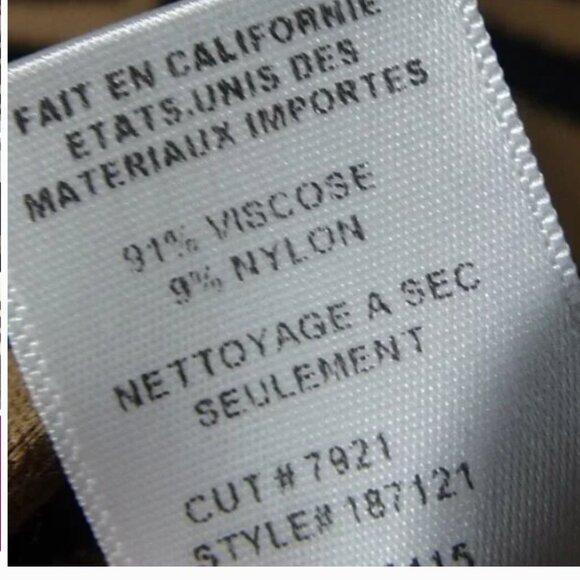 FAIT EN CALIFORNIE
ETATS.UNIS DES
MATERIAUX IMPORTES
91% VISCOSE
9% NYLON
NETTOYAGE A SEC
SEULEMENT
CUT # 7921
STYLE# 187121